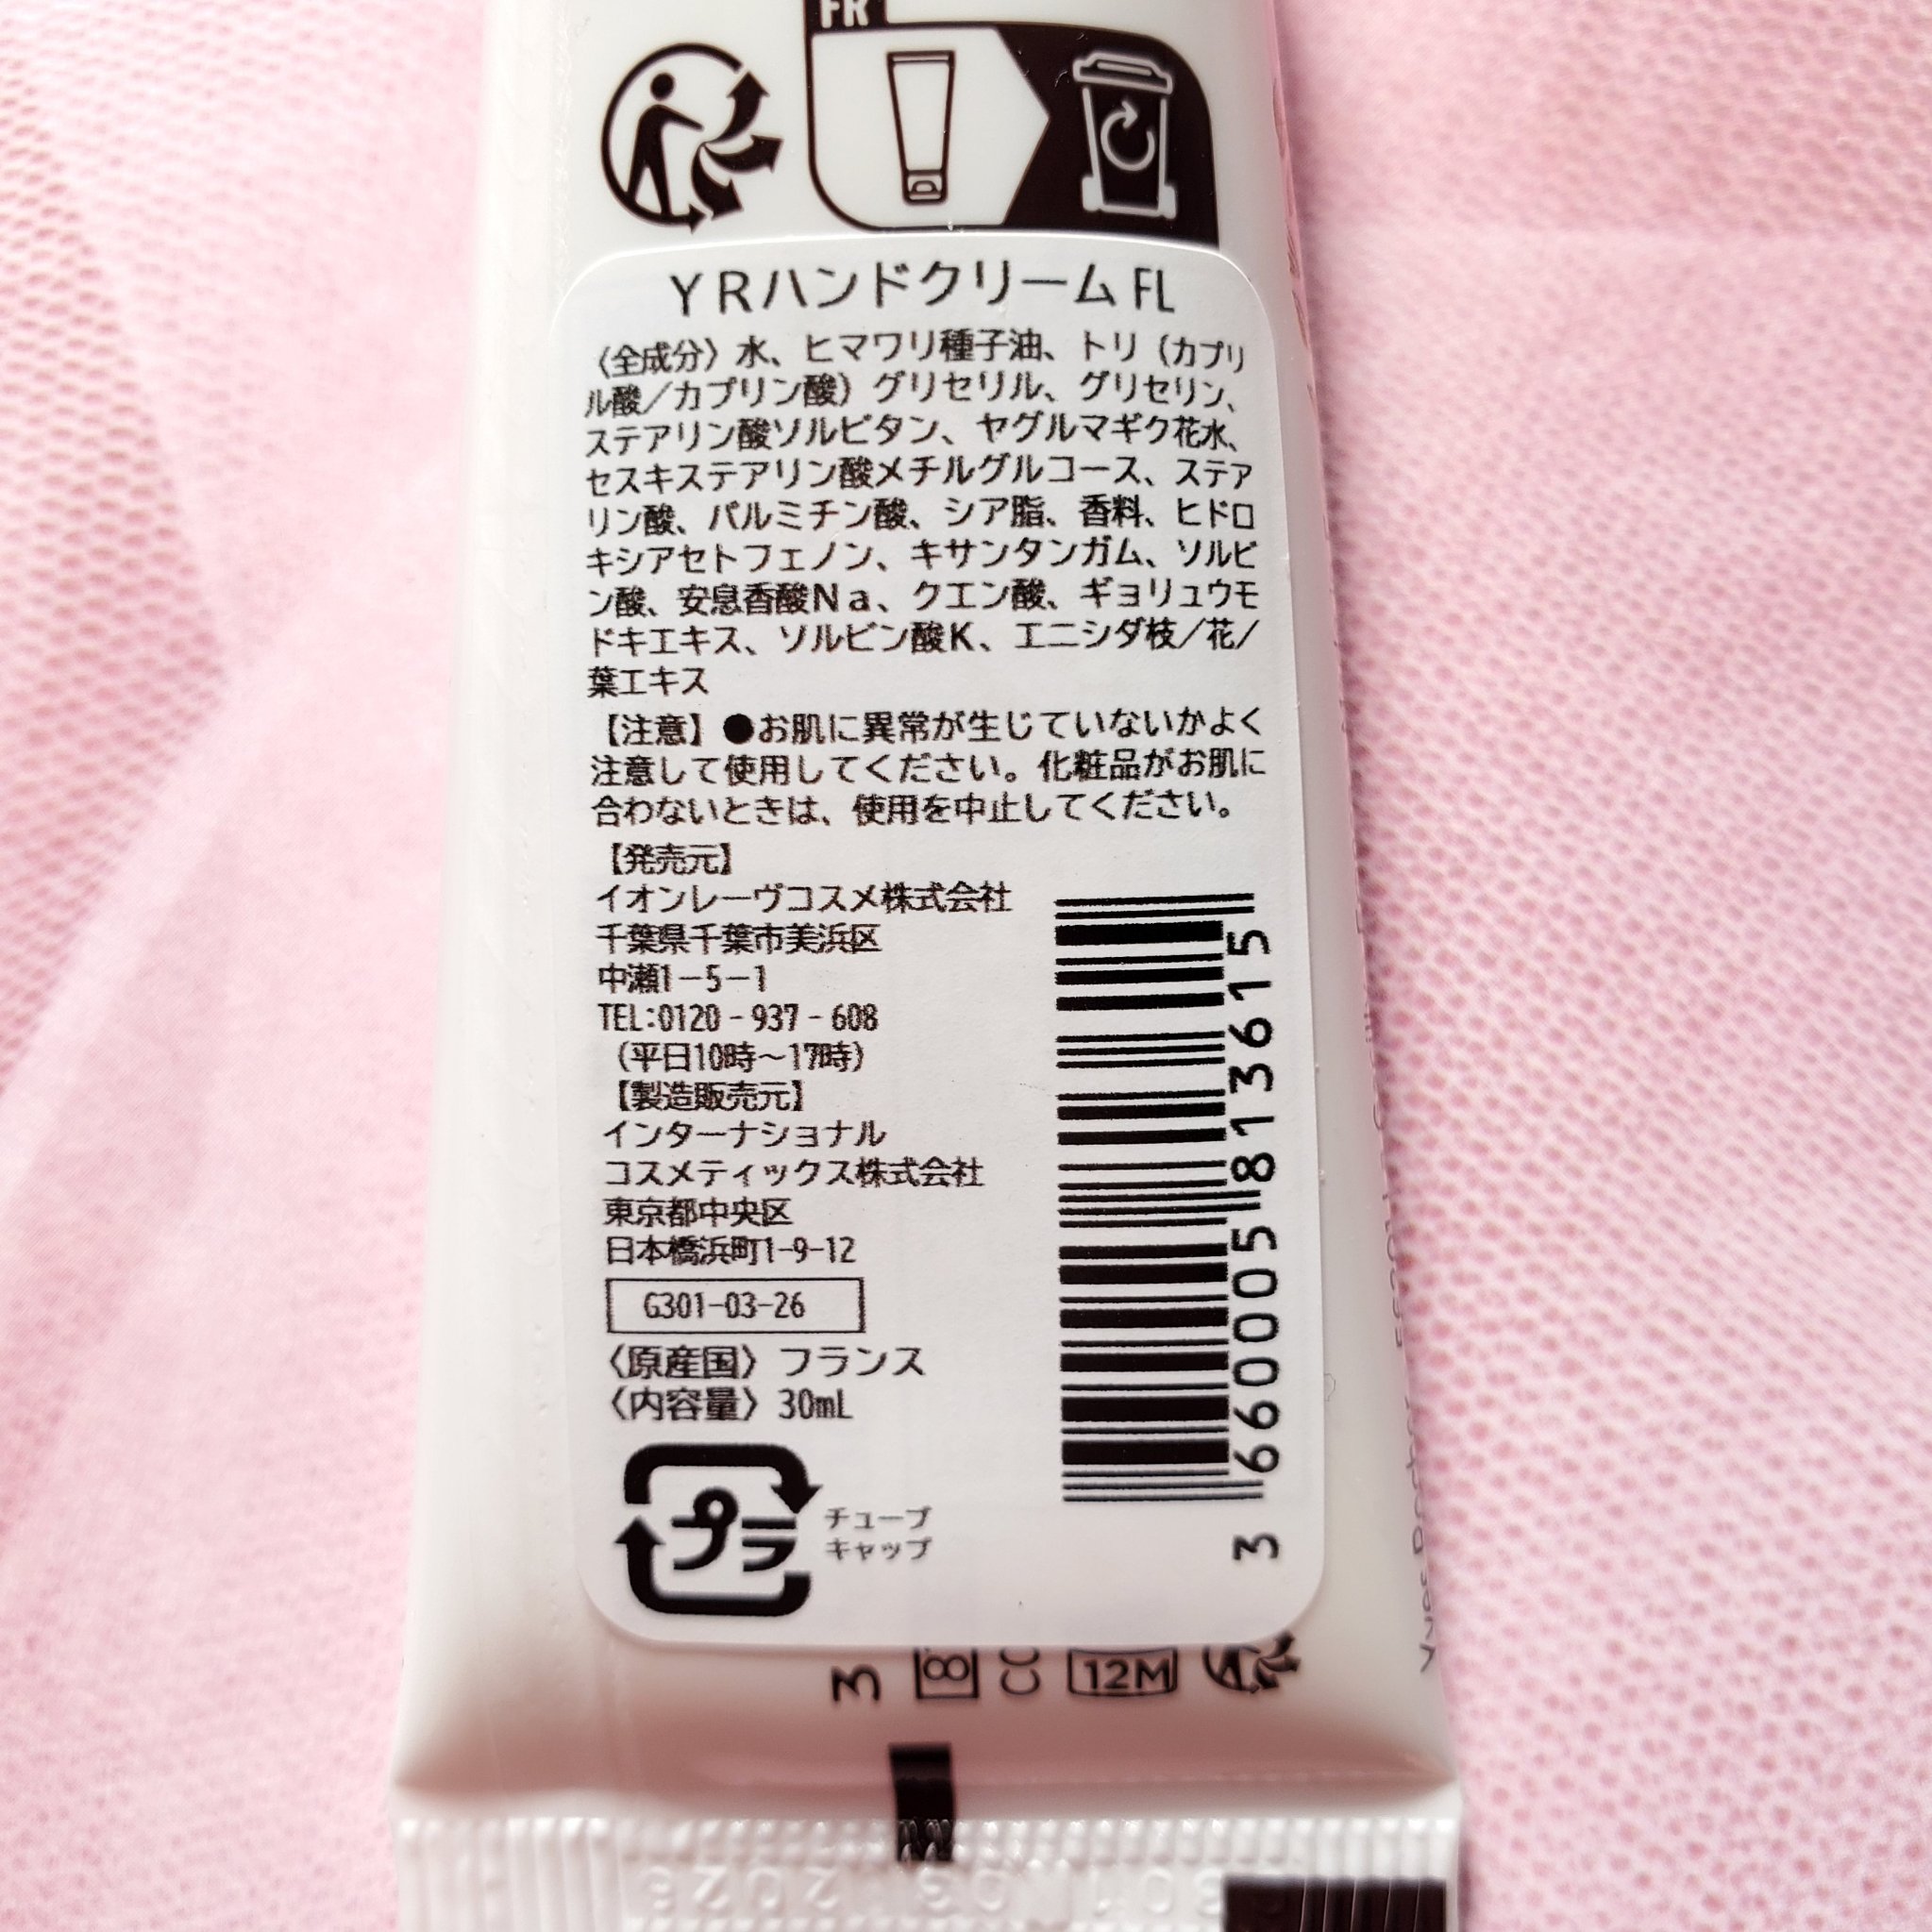 FR
YRハンドクリームFL
〈全成分〉水、ヒマワリ種子油、トリ（カプリ
ル酸／カプリン酸）グリセリル、グリセリン、
ステアリン酸ソルビタン、ヤグルマギク花水、
セスキステアリン酸メチルグルコース、ステア
リン酸、パルミチン酸、シア脂、香料、ヒドロ
キシアセトフェノン、キサンタンガム、ソルビ
ン酸、安息香酸Na、クエン酸、ギョリュウモ
ドキエキス、ソルビン酸K、エニシダ枝／花／
葉エキス
【注意】●お肌に異常が生じていないかよく
注意して使用してください。化粧品がお肌に
合わないときは、使用を中止してください。
【発売元】
イオンレーヴコスメ株式会社
千葉県千葉市美浜区
中瀬1－5－1
TEL:0120-937-608
（平日10時～17時）
【製造販売元】
インターナショナル
コスメティックス株式会社
東京都中央区
日本橋浜町1-9-12
G301-03-26
〈原産国〉フランス
〈内容量〉30mL
プラ
チューブ
キャップ
3 660005 813615
3
8
12M